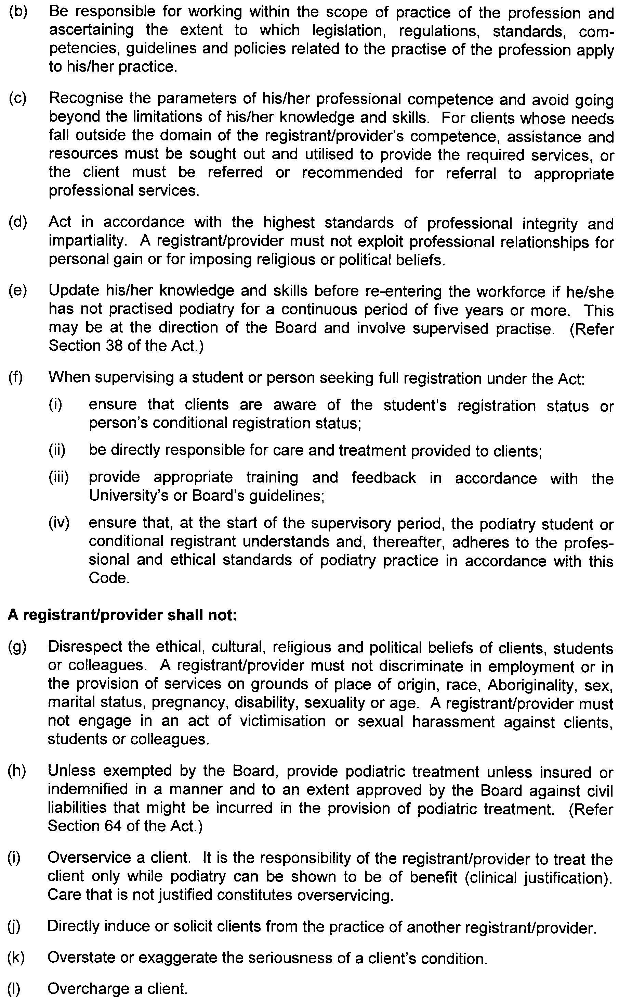 (b) Be responsible for working within the scope of practice of the profession and
ascertaining the extent to which legislation, regulations, standards, com-
petencies, guidelines and policies related to the practise of the profession apply
to his/her practice.
(c) Recognise the parameters of his/her professional competence and avoid going
beyond the limitations of his/her knowledge and skills. For clients whose needs
fall outside the domain of the registrant/provider's competence, assistance and
resources must be sought out and utilised to provide the required services, or
the client must be referred or recommended for referral to appropriate
professional services.
(d) Act in accordance with the highest standards of professional integrity and
impartiality. A registrant/provider must not exploit professional relationships for
personal gain or for imposing religious or political beliefs.
(e) Update his/her knowledge and skills before re-entering the workforce if he/she
has not practised podiatry for a continuous period of five years or more. This
may be at the direction of the Board and involve supervised practise. (Refer
Section 38 of the Act.)
(f) When supervising a student or person seeking full registration under the Act:
(i) ensure that clients are aware of the student's registration status or
person's conditional registration status;
(ii) be directly responsible for care and treatment provided to clients;
(iii) provide appropriate training and feedback in accordance with the
University's or Board's guidelines;
(iv) ensure that, at the start of the supervisory period, the podiatry student or
conditional registrant understands and, thereafter, adheres to the profes-
sional and ethical standards of podiatry practice in accordance with this
Code.
A registrant/provider shall not:
(g) Disrespect the ethical, cultural, religious and political beliefs of clients, students
or colleagues. A registrant/provider must not discriminate in employment or in
the provision of services on grounds of place of origin, race, Aboriginality, sex,
marital status, pregnancy, disability, sexuality or age. A registrant/provider must
not engage in an act of victimisation or sexual harassment against clients,
students or colleagues.
(h) Unless exempted by the Board, provide podiatric treatment unless insured or
indemnified in a manner and to an extent approved by the Board against civil
liabilities that might be incurred in the provision of podiatric treatment. (Refer
Section 64 of the Act.)
(i) Overservice a client. It is the responsibility of the registrant/provider to treat the
client only while podiatry can be shown to be of benefit (clinical justification).
Care that is not justified constitutes overservicing.
(j) Directly induce or solicit clients from the practice of another registrant/provider.
(k) Overstate or exaggerate the seriousness of a client's condition.
(l) Overcharge a client.